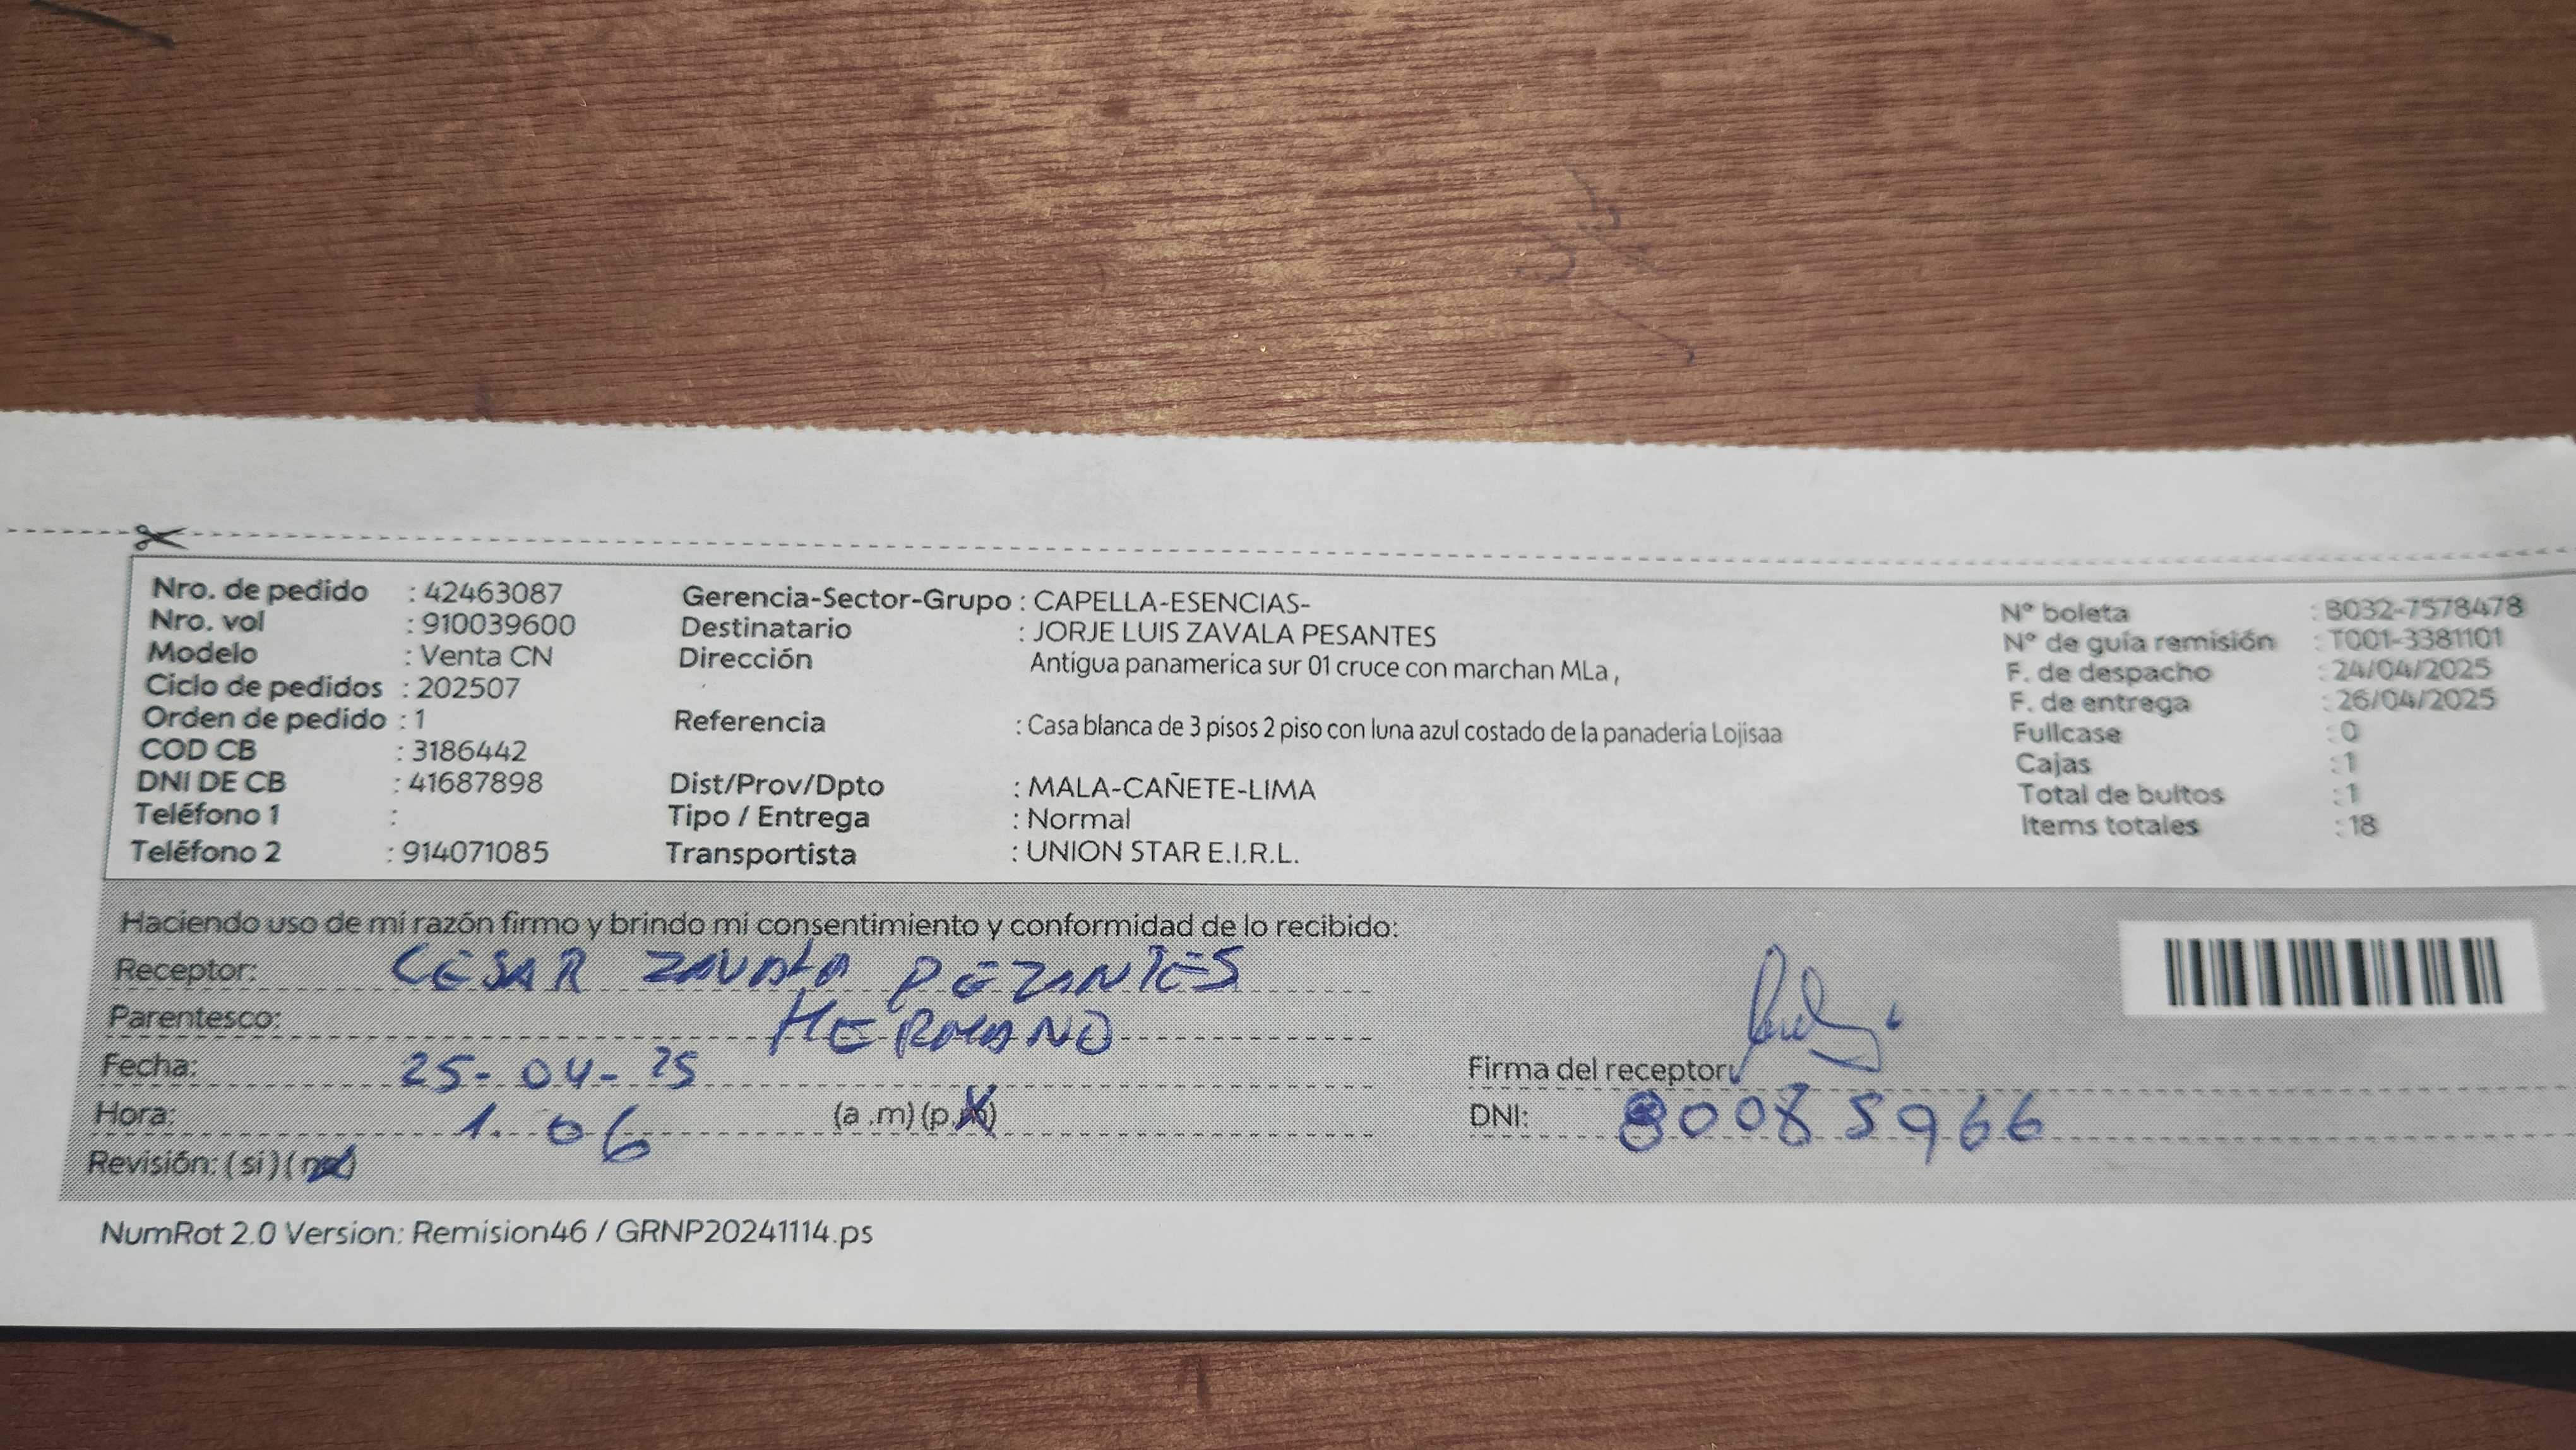 Nro. de pedido : 42463087
Nro. vol : 910039600
Modelo : Venta CN
Ciclo de pedidos : 202507
Orden de pedido : 1
COD CB : 3186442
DNI DE CB : 41687898
Teléfono 1 :
Teléfono 2 : 914071085
Gerencia-Sector-Grupo : CAPELLA-ESENCIAS-
Destinatario : JORJE LUIS ZAVALA PESANTES
Dirección Antigua panamerica sur 01 cruce con marchan MLa ,
Referencia : Casa blanca de 3 pisos 2 piso con luna azul costado de la panaderia Lojisaa
Dist/Prov/Dpto : MALA-CAÑETE-LIMA
Tipo / Entrega : Normal
Transportista : UNION STAR E.I.R.L.
N° boleta : B032-7578478
N° de guía remisión : T001-3381101
F. de despacho : 24/04/2025
F. de entrega : 26/04/2025
Fullcase : 0
Cajas : 1
Total de bultos : 1
Items totales : 18
Haciendo uso de mi razón firmo y brindo mi consentimiento y conformidad de lo recibido:
Receptor: CESAR ZAVALA PEZANTES
Parentesco: HERMANO
Fecha: 25-04-25
Hora: 1.06 (a .m) (p.m)
Revisión: ( si ) ( no )
Firma del receptor:
DNI: 80085966
NumRot 2.0 Version: Remision46 / GRNP20241114.ps